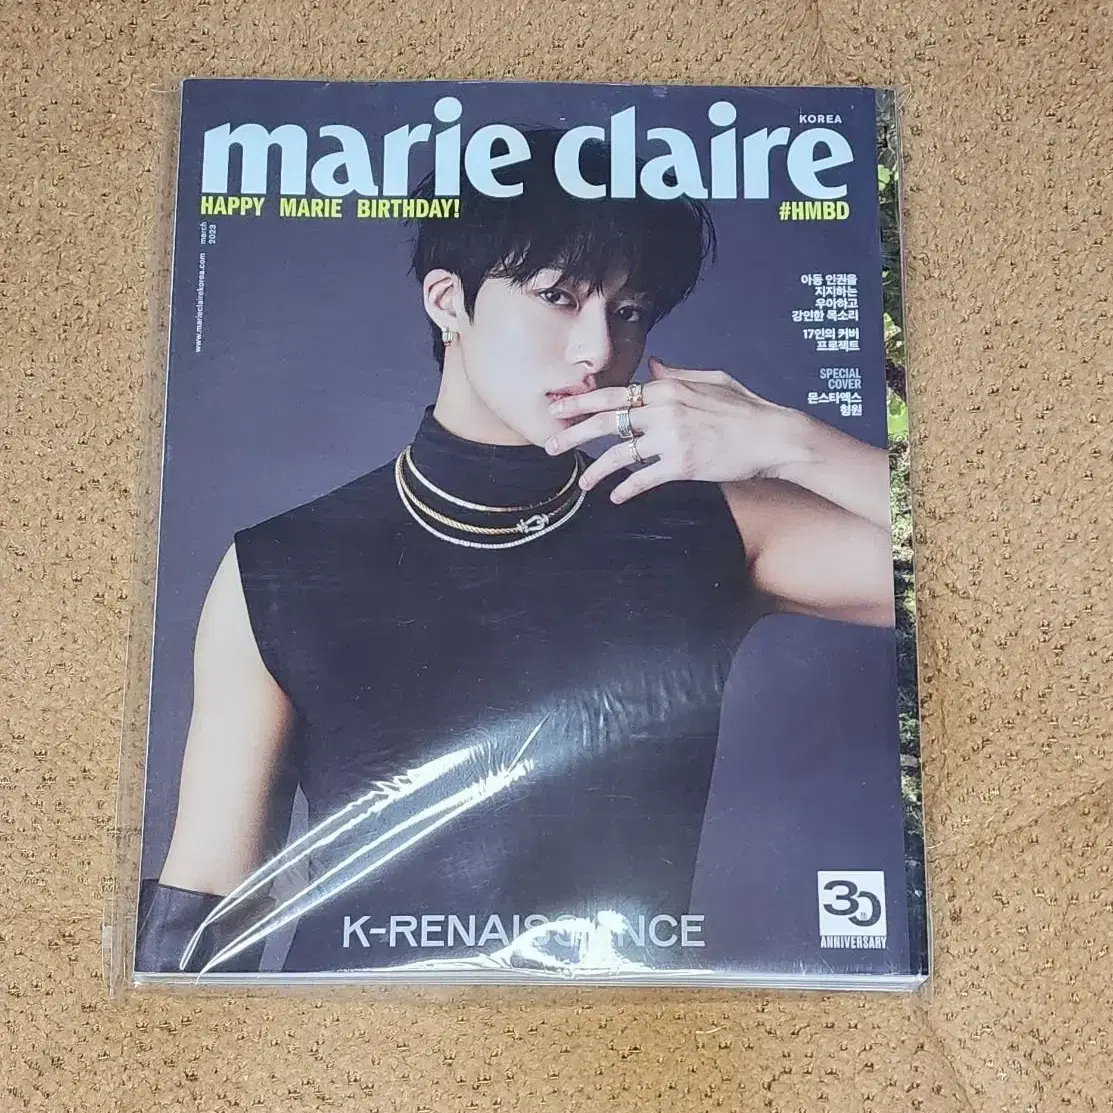 KOREA
marie claire
HAPPY MARIE BIRTHDAY!
#HMBD
march
2023
www.marieclairekorea.com
아동 인권을
지지하는
우아하고
강인한 목소리
17인의 커버
프로젝트
SPECIAL
COVER
몬스타엑스
형원
30th
ANNIVERSARY